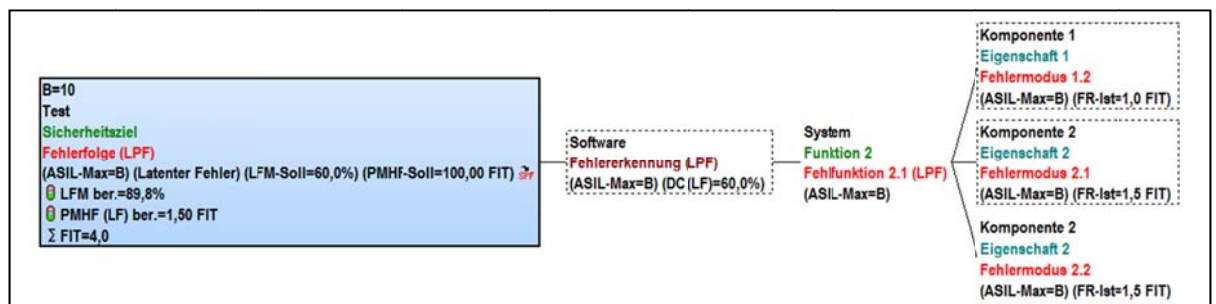 B=10
Test
Sicherheitsziel
Fehlerfolge (LPF)
(ASIL-Max=B) (Latenter Fehler) (LFM-Soll=60,0%) (PMHf-Soll=100,00 FIT) SPF
LFM ber.=89,8%
PMHF (LF) ber.=1,50 FIT
Σ FIT=4,0
Software
Fehlererkennung (LPF)
(ASIL-Max=B) (DC(LF)=60,0%)
System
Funktion 2
Fehlfunktion 2.1 (LPF)
(ASIL-Max=B)
Komponente 1
Eigenschaft 1
Fehlermodus 1.2
(ASIL-Max=B) (FR-Ist=1,0 FIT)
Komponente 2
Eigenschaft 2
Fehlermodus 2.1
(ASIL-Max=B) (FR-Ist=1,5 FIT)
Komponente 2
Eigenschaft 2
Fehlermodus 2.2
(ASIL-Max=B) (FR-Ist=1,5 FIT)